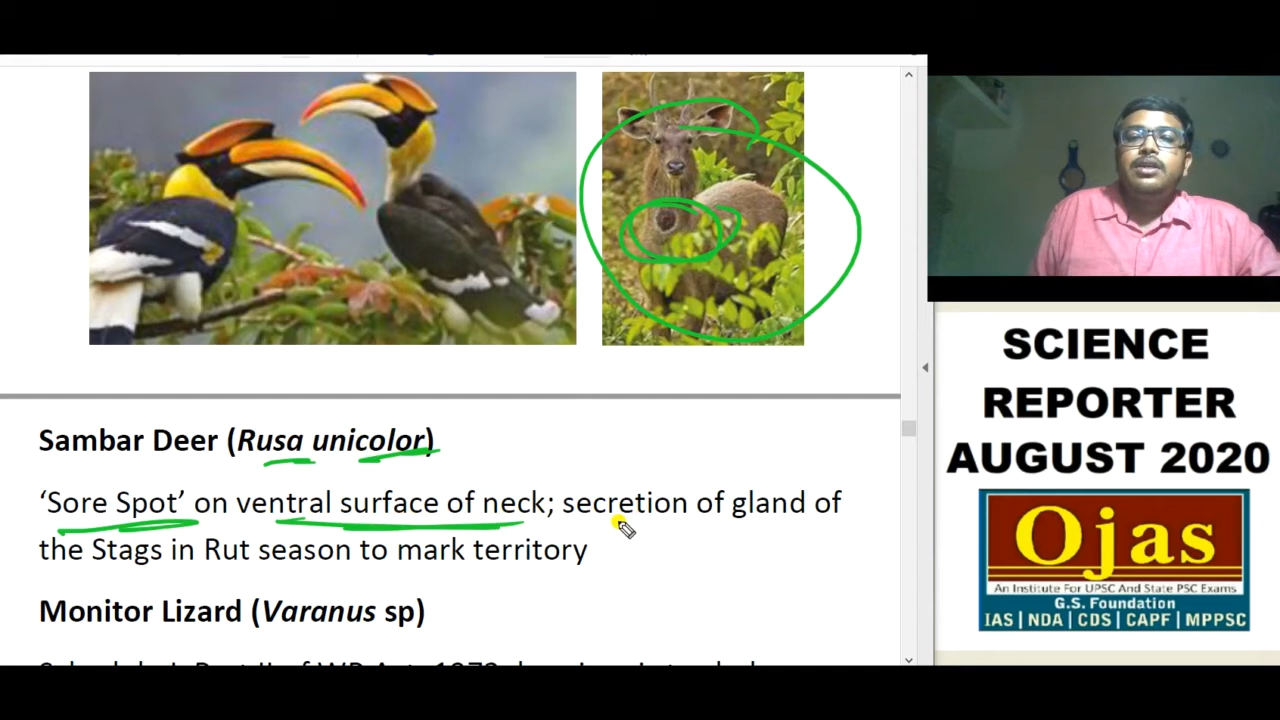 Sambar Deer (Rusa unicolor)
'Sore Spot' on ventral surface of neck; secretion of gland of
the Stags in Rut season to mark territory
Monitor Lizard (Varanus sp)
SCIENCE
REPORTER
AUGUST 2020
Ojas
An Institute For UPSC And State PSC Exams
G.S. Foundation
IAS | NDA | CDS | CAPF | MPPSC